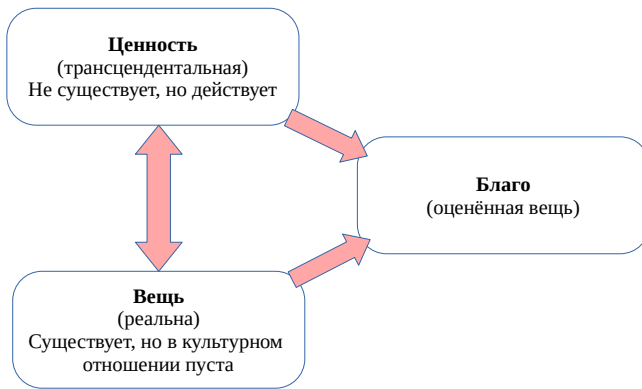 Ценность
(трансцендентальная)
Не существует, но действует
Благо
(оценённая вещь)
Вещь
(реальна)
Существует, но в культурном
отношении пуста